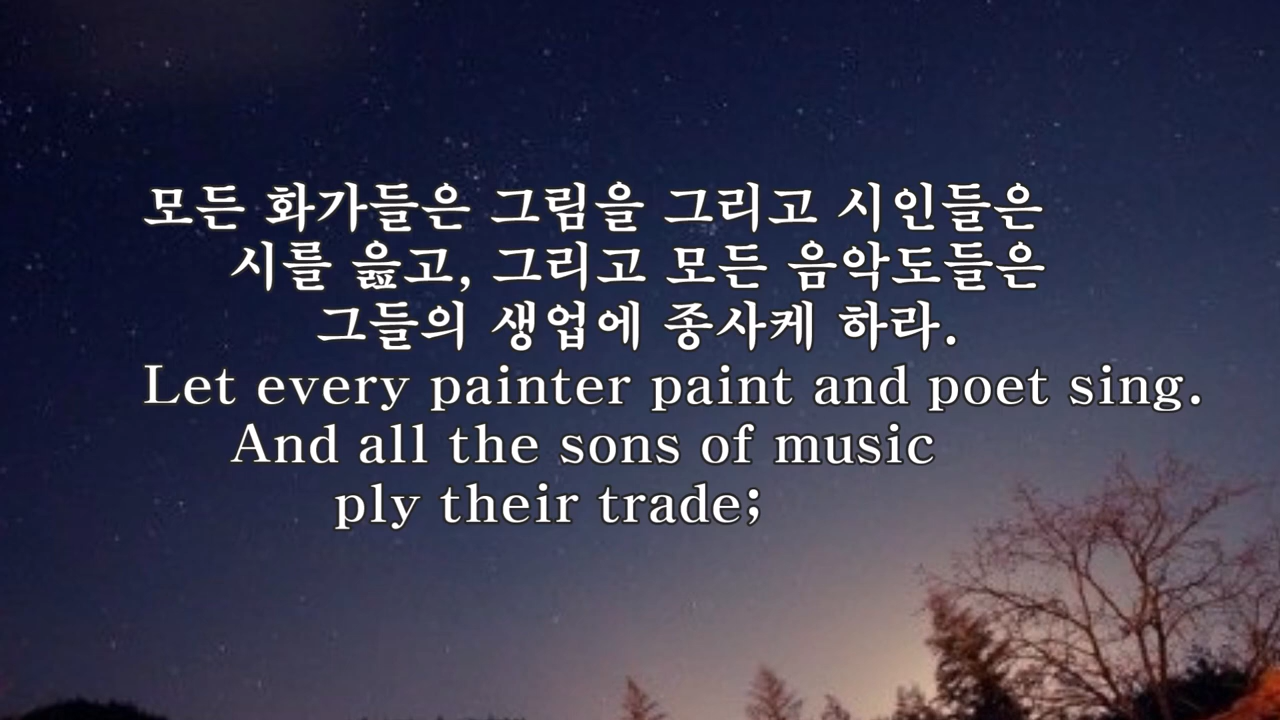 모든 화가들은 그림을 그리고 시인들은
시를 읊고, 그리고 모든 음악도들은
그들의 생업에 종사케 하라.
Let every painter paint and poet sing.
And all the sons of music
ply their trade;